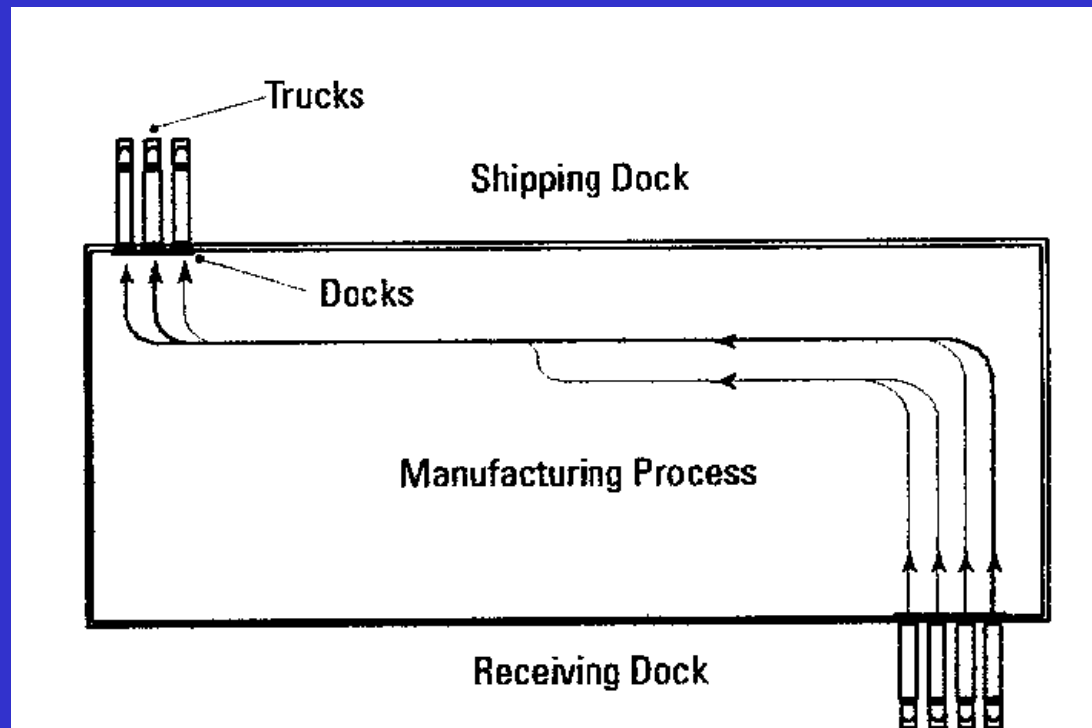 Trucks
Shipping Dock
Docks
Manufacturing Process
Receiving Dock